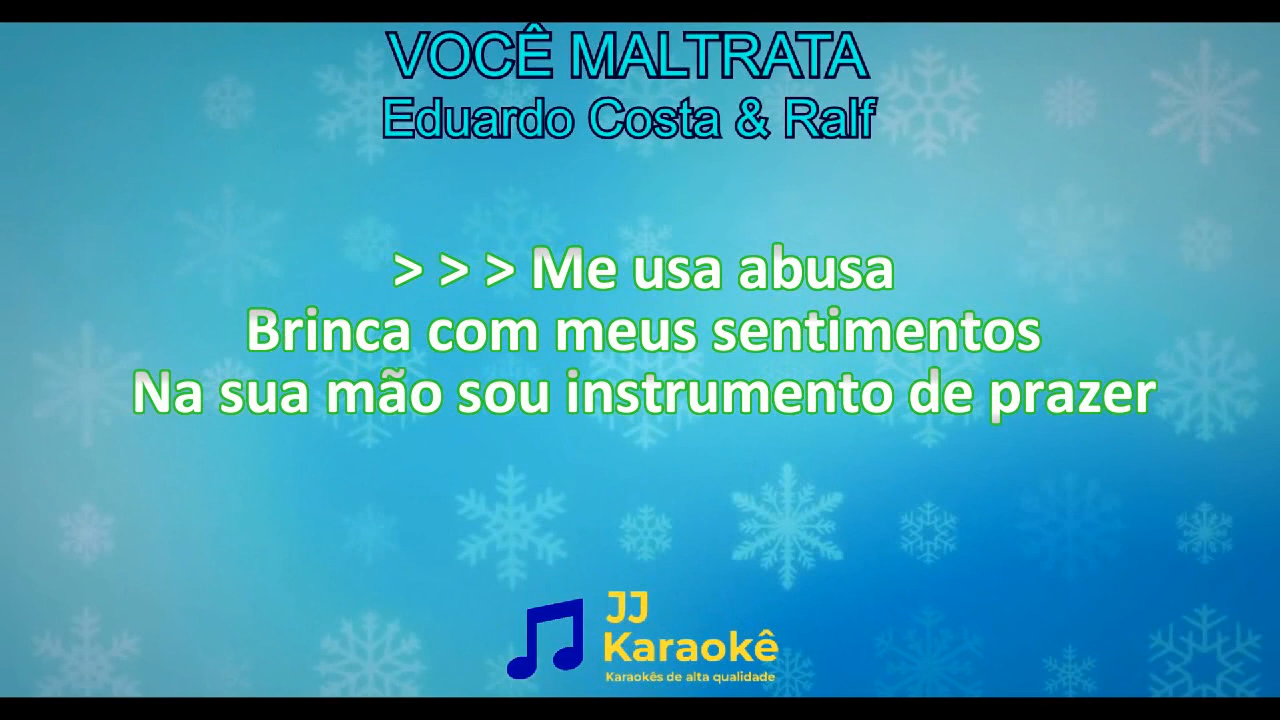 VOCÊ MALTRATA
Eduardo Costa & Ralf
> > > Me usa abusa
Brinca com meus sentimentos
Na sua mão sou instrumento de prazer
JJ
Karaokê
Karaokês de alta qualidade